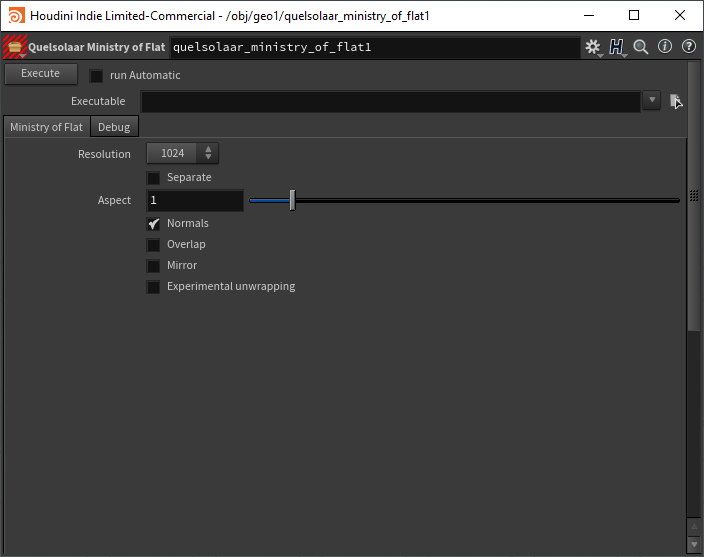 Houdini Indie Limited-Commercial - /obj/geo1/quelsolaar_ministry_of_flat1
Quelsolaar Ministry of Flat quelsolaar_ministry_of_flat1
Execute run Automatic
Executable
Ministry of Flat Debug
Resolution 1024
Separate
Aspect 1
Normals
Overlap
Mirror
Experimental unwrapping